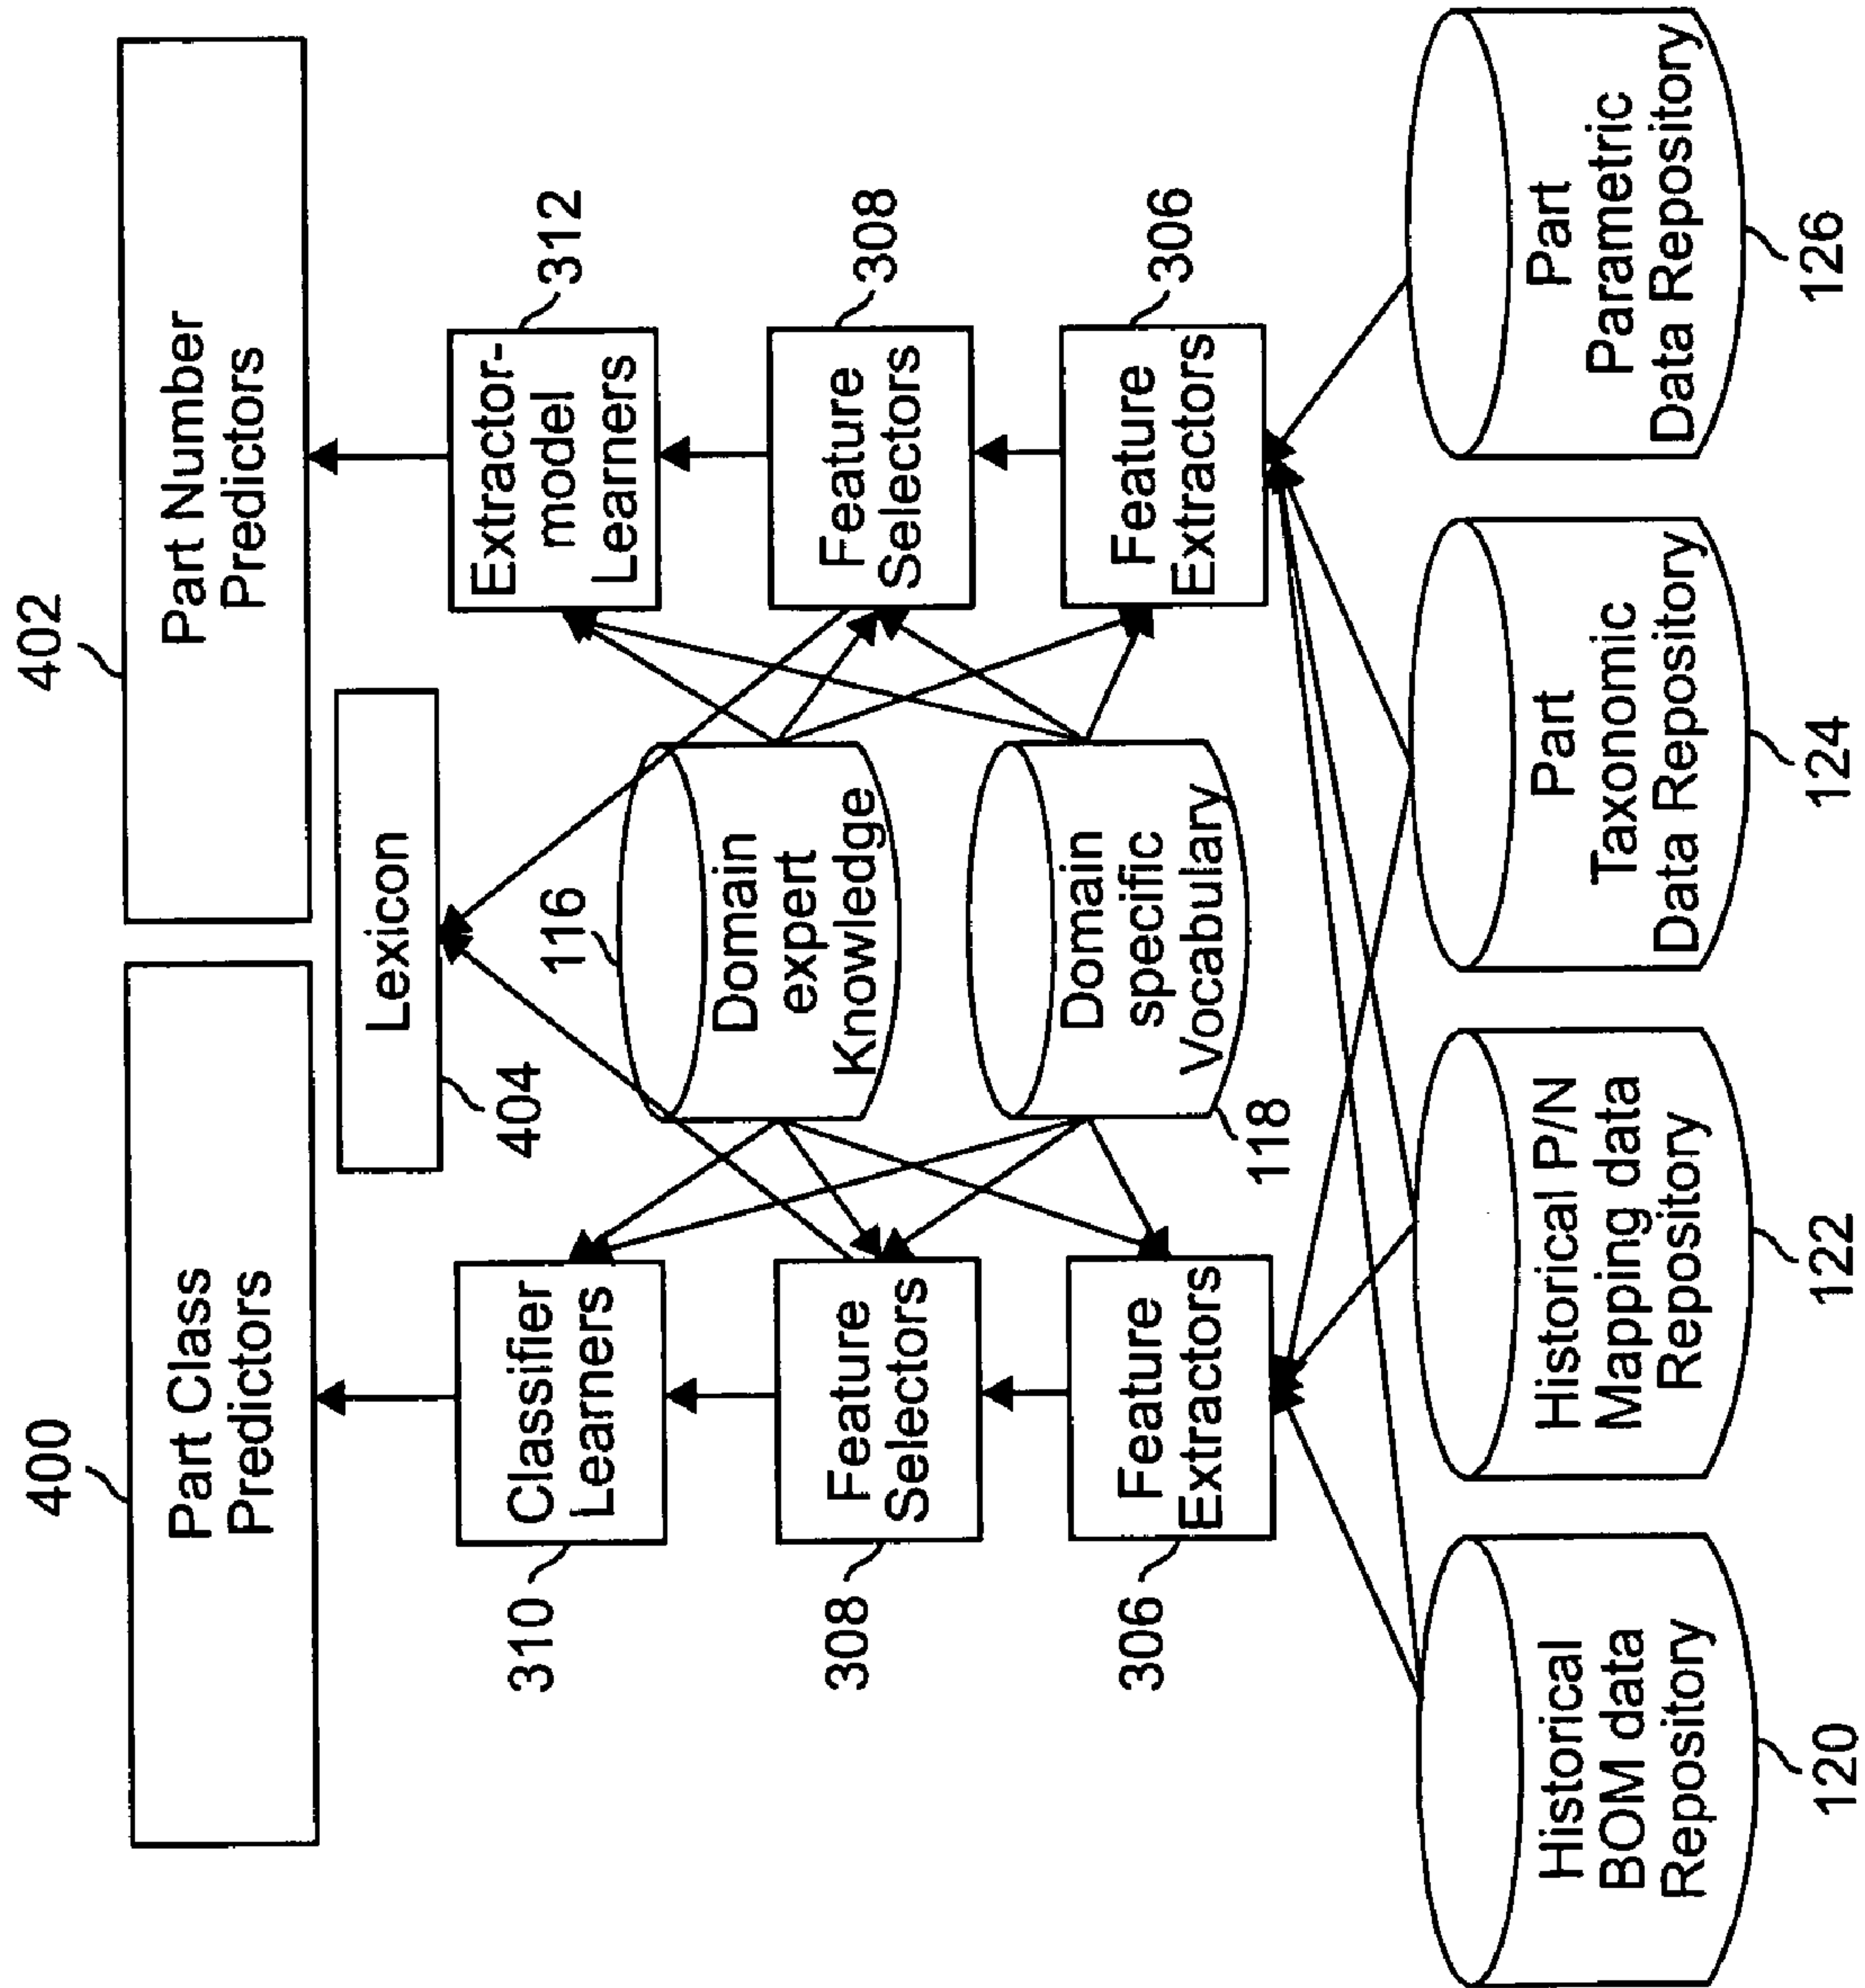 400
402
Part Class
Predictors
Part Number
Predictors
Lexicon
404
310
Classifier
Learners
116
Domain
expert
Knowledge
Extractor-
model
Learners
312
308
Feature
Selectors
Feature
Selectors
308
306
Feature
Extractors
118
Domain
specific
Vocabulary
Feature
Extractors
306
Historical
BOM data
Repository
120
Historical P/N
Mapping data
Repository
122
Part
Taxonomic
Data Repository
124
Part
Parametric
Data Repository
126